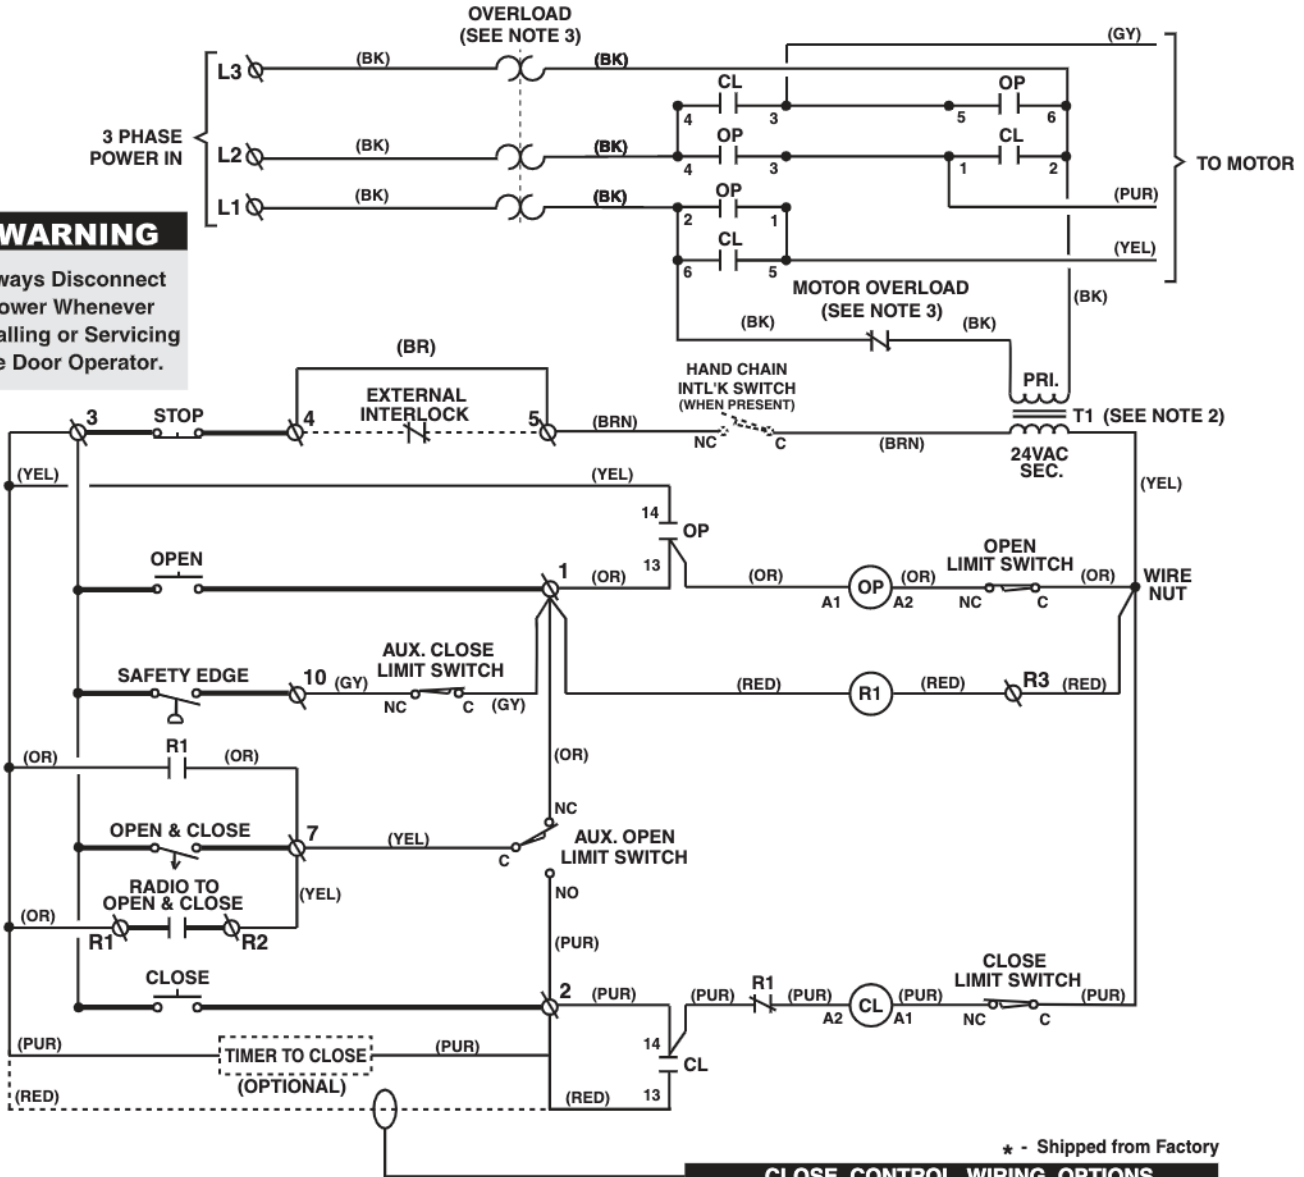 OVERLOAD
(SEE NOTE 3)
(GY)
L3
(BK)
(BK)
CL
OP
4
3
5
6
3 PHASE
POWER IN
L2
(BK)
(BK)
OP
CL
4
3
1
2
TO MOTOR
L1
(BK)
(BK)
OP
(PUR)
2
1
CL
(YEL)
6
5
WARNING
ways Disconnect
ower Whenever
alling or Servicing
e Door Operator.
MOTOR OVERLOAD
(SEE NOTE 3)
(BK)
(BK)
(BK)
(BR)
HAND CHAIN
INTL'K SWITCH
(WHEN PRESENT)
PRI.
EXTERNAL
INTERLOCK
3
STOP
4
5
(BRN)
NC
C
(BRN)
T1 (SEE NOTE 2)
24VAC
SEC.
(YEL)
(YEL)
(YEL)
14
OP
13
OPEN
1
(OR)
(OR)
A1
OP
A2
(OR)
OPEN
LIMIT SWITCH
NC
C
(OR)
WIRE
NUT
SAFETY EDGE
10
(GY)
AUX. CLOSE
LIMIT SWITCH
NC
C
(GY)
(RED)
R1
(RED)
R3
(RED)
(OR)
R1
(OR)
(OR)
OPEN & CLOSE
7
(YEL)
C
NC
AUX. OPEN
LIMIT SWITCH
NO
RADIO TO
OPEN & CLOSE
(YEL)
(OR)
R1
R2
(PUR)
CLOSE
2
(PUR)
(PUR)
R1
(PUR)
A2
CL
A1
(PUR)
CLOSE
LIMIT SWITCH
NC
C
(PUR)
(PUR)
TIMER TO CLOSE
(PUR)
(OPTIONAL)
14
CL
13
(RED)
(RED)
* - Shipped from Factory
CLOSE CONTROL WIRING OPTIONS